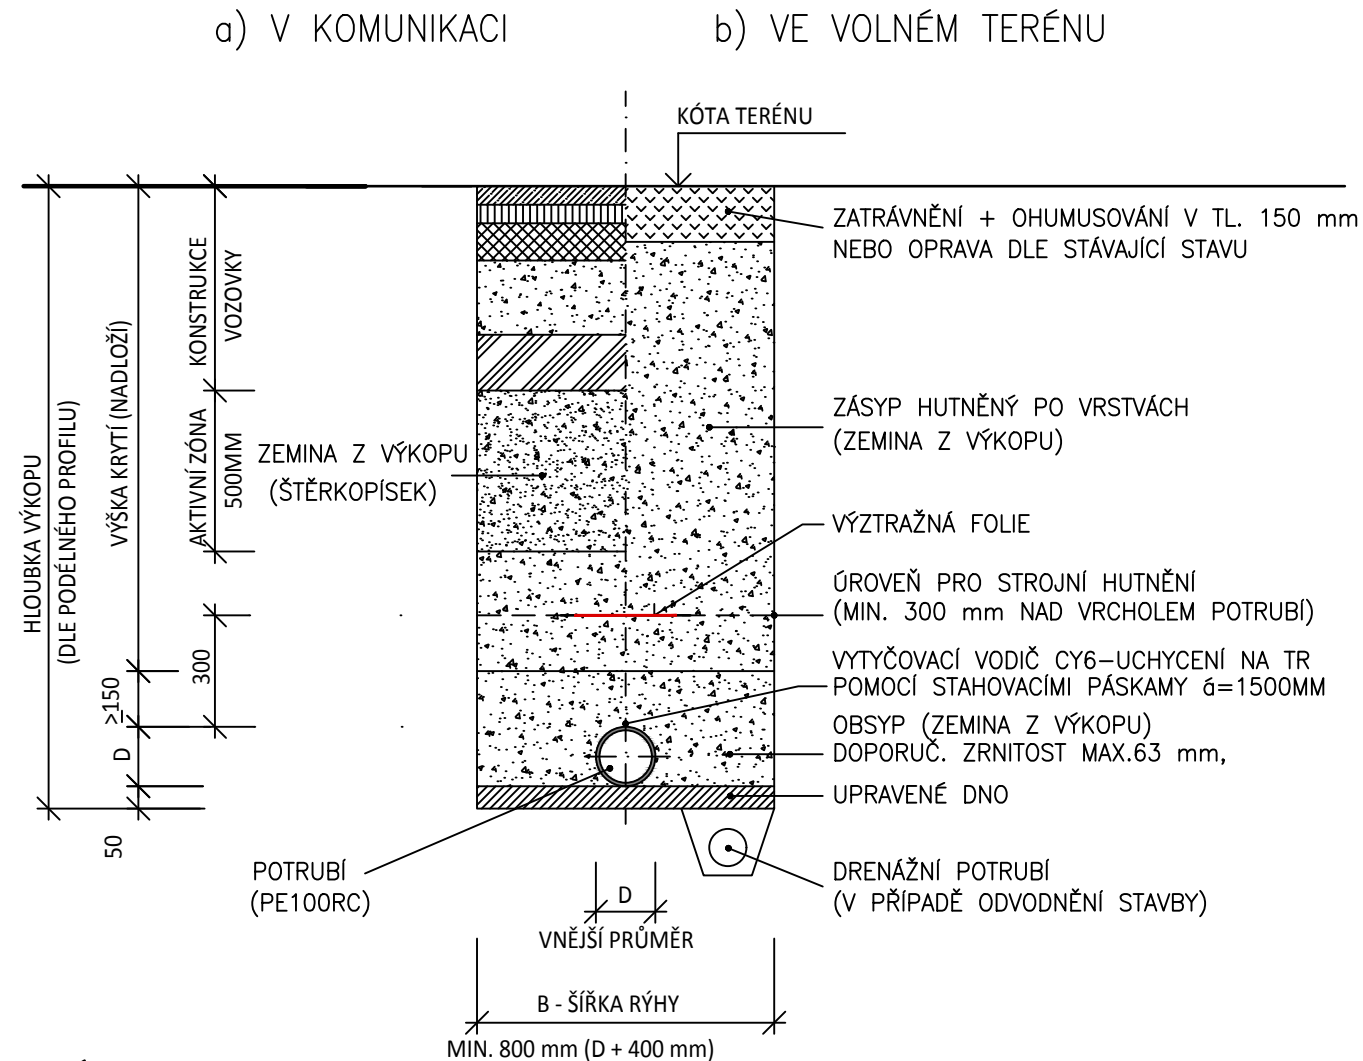 a) V KOMUNIKACI
b) VE VOLNÉM TERÉNU
KÓTA TERÉNU
ZATRÁVNĚNÍ + OHUMUSOVÁNÍ V TL. 150 mm
NEBO OPRAVA DLE STÁVAJÍCÍ STAVU
HLOUBKA VÝKOPU
(DLE PODÉLNÉHO PROFILU)
VÝŠKA KRYTÍ (NADLOŽÍ)
KONSTRUKCE
VOZOVKY
AKTIVNÍ ZÓNA
500MM
ZEMINA Z VÝKOPU
(ŠTĚRKOPÍSEK)
ZÁSYP HUTNĚNÝ PO VRSTVÁCH
(ZEMINA Z VÝKOPU)
VÝZTRAŽNÁ FOLIE
ÚROVEŇ PRO STROJNÍ HUTNĚNÍ
(MIN. 300 mm NAD VRCHOLEM POTRUBÍ)
300
≥150
D
50
VYTYČOVACÍ VODIČ CY6-UCHYCENÍ NA TR
POMOCÍ STAHOVACÍMI PÁSKAMY á=1500MM
OBSYP (ZEMINA Z VÝKOPU)
DOPORUČ. ZRNITOST MAX.63 mm,
UPRAVENÉ DNO
POTRUBÍ
(PE100RC)
DRENÁŽNÍ POTRUBÍ
(V PŘÍPADĚ ODVODNĚNÍ STAVBY)
D
VNĚJŠÍ PRŮMĚR
B - ŠÍŘKA RÝHY
MIN. 800 mm (D + 400 mm)